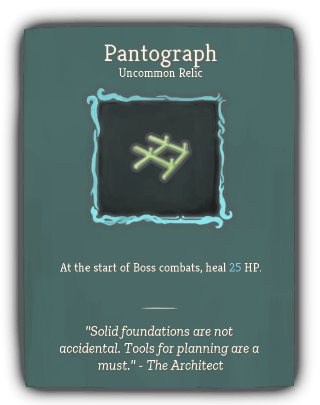 Pantograph
Uncommon Relic
At the start of Boss combats, heal 25 HP.
"Solid foundations are not
accidental. Tools for planning are a
must." - The Architect